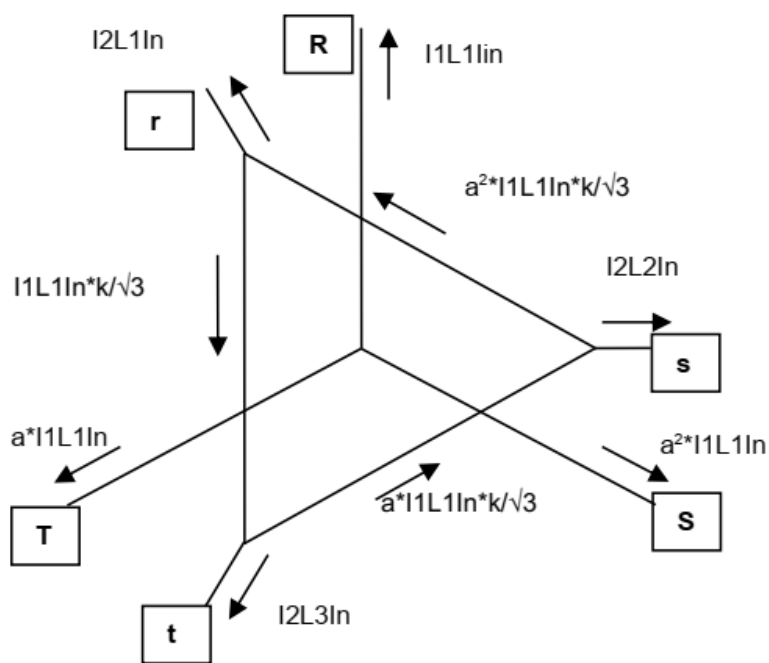 I2L1In
R
I1L1Iin
r
a²*I1L1In*k/√3
I2L2In
I1L1In*k/√3
s
a*I1L1In
a²*I1L1In
a*I1L1In*k/√3
T
S
t
I2L3In